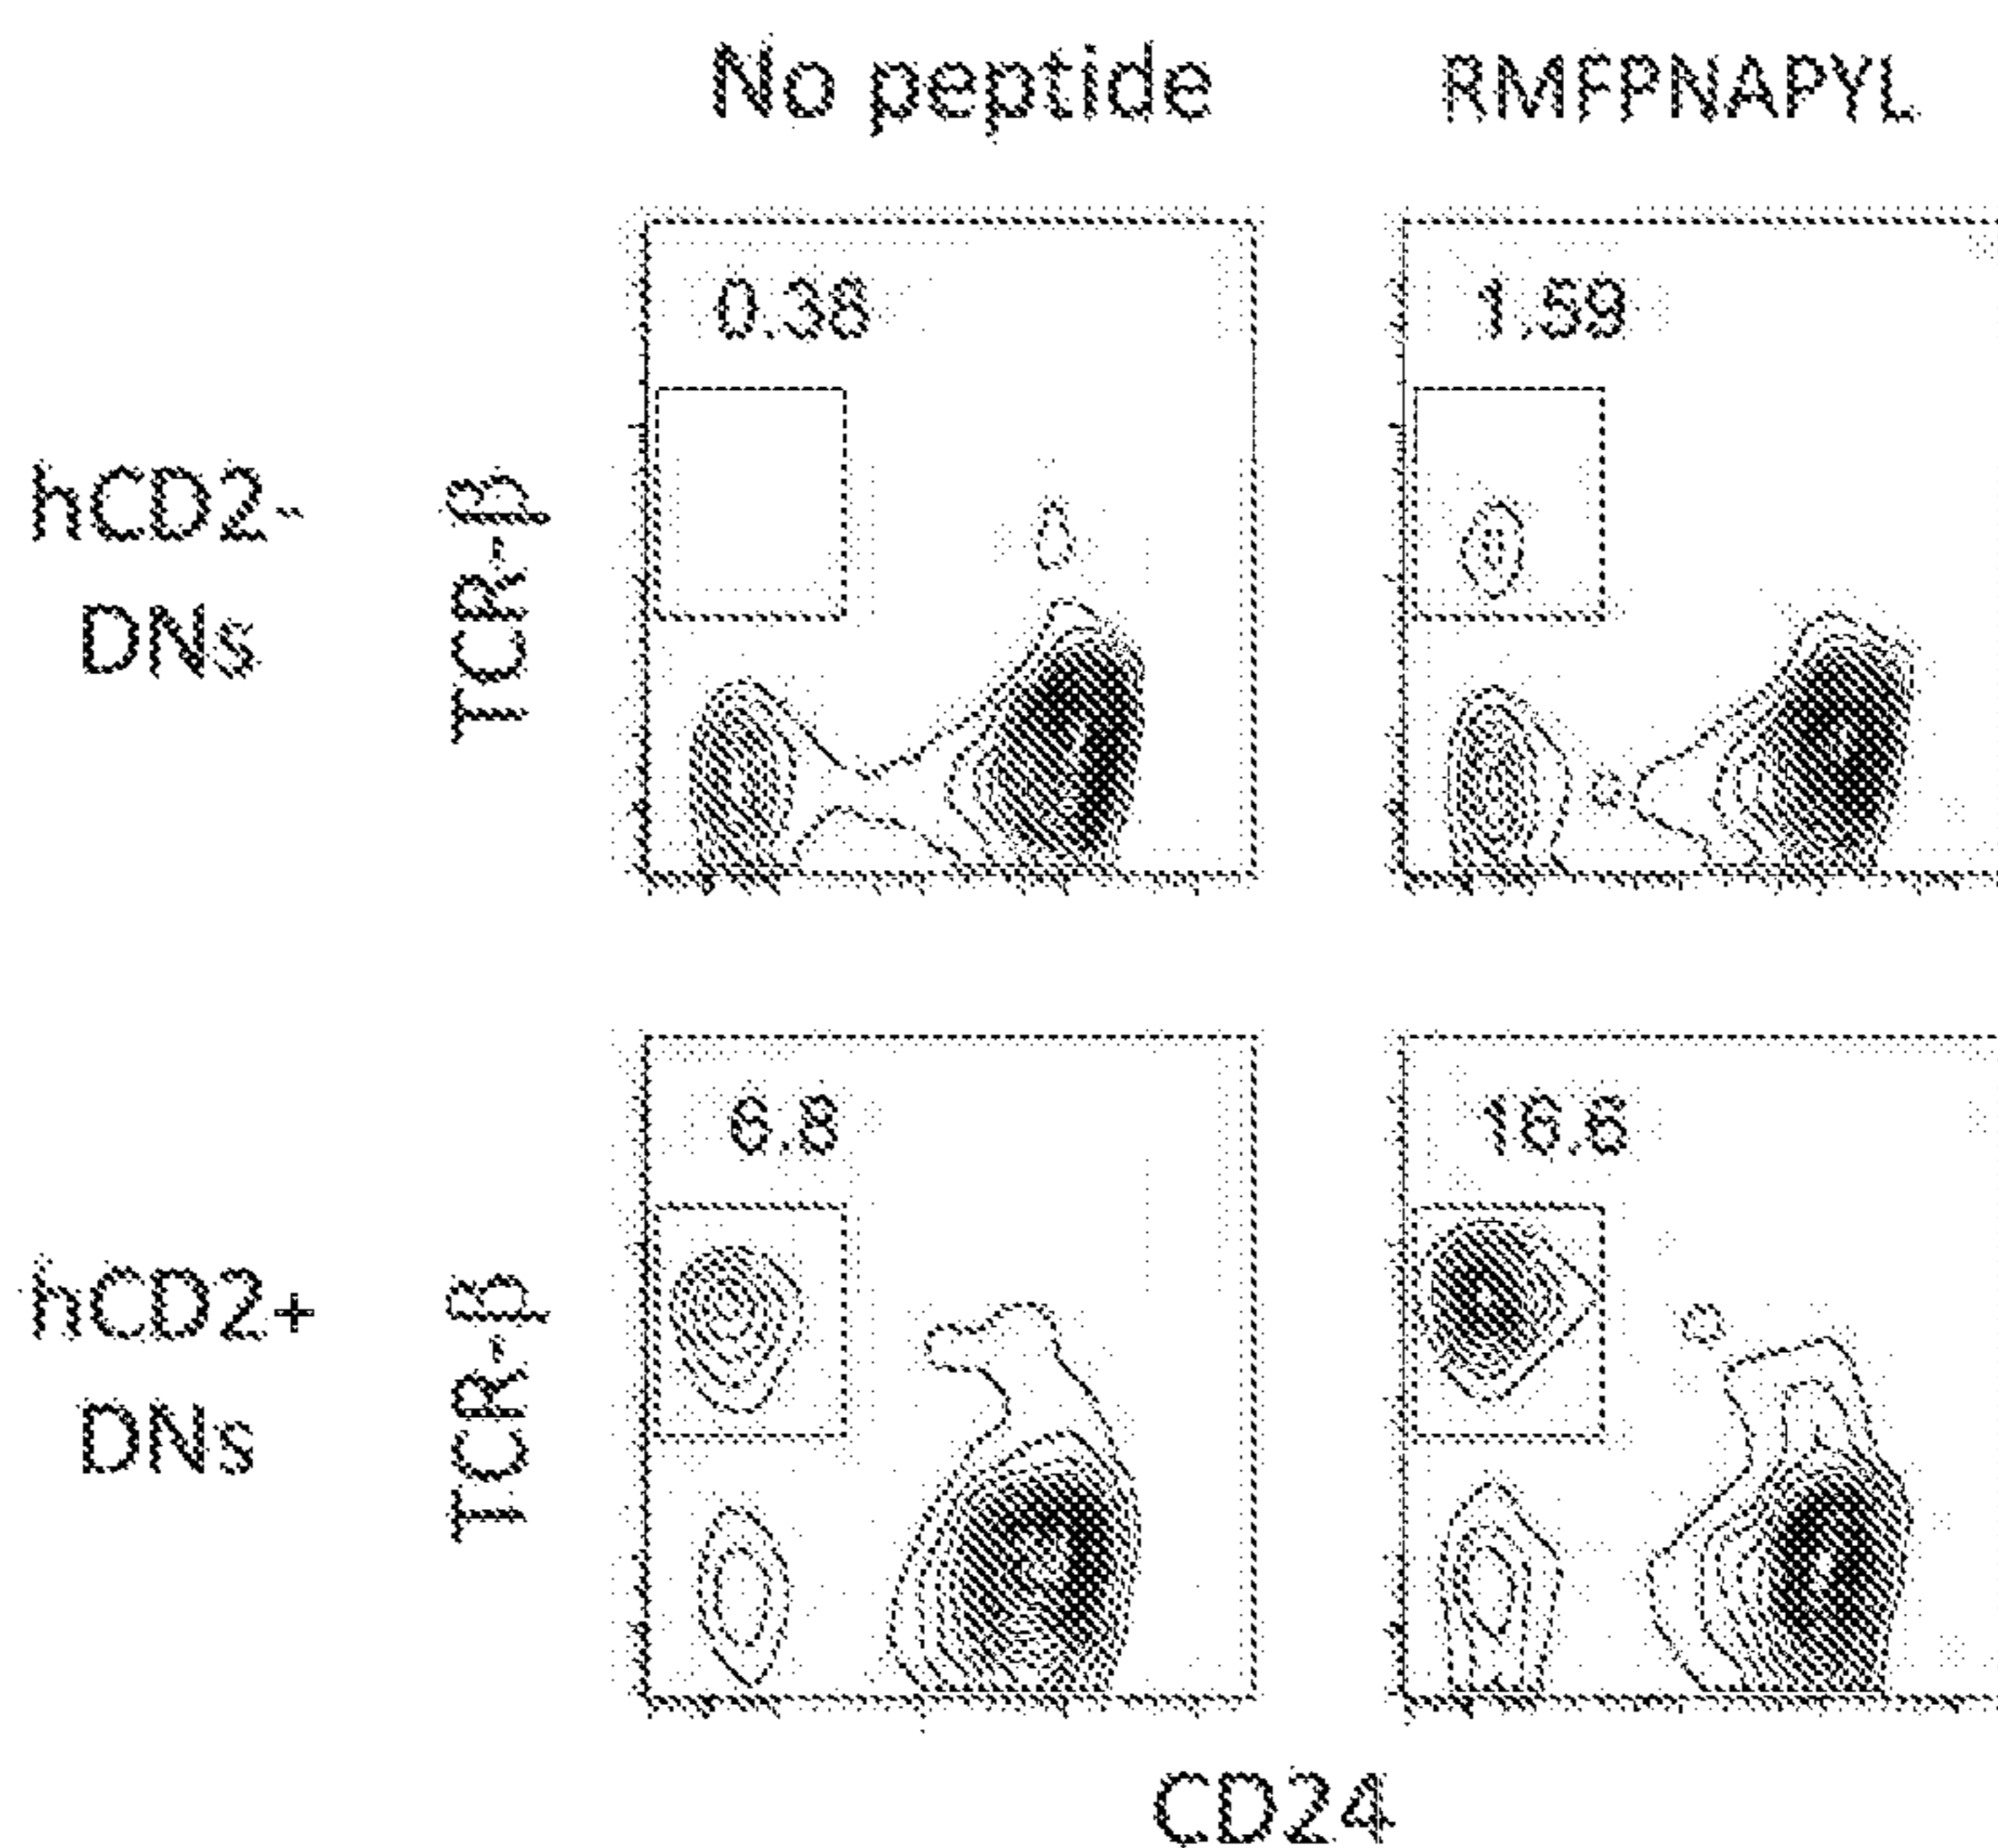 No peptide RMFPNAPYL
hCD2-
DNs
TCR-β
0.38
1.59
hCD2+
DNs
TCR-β
6.8
16.6
CD24